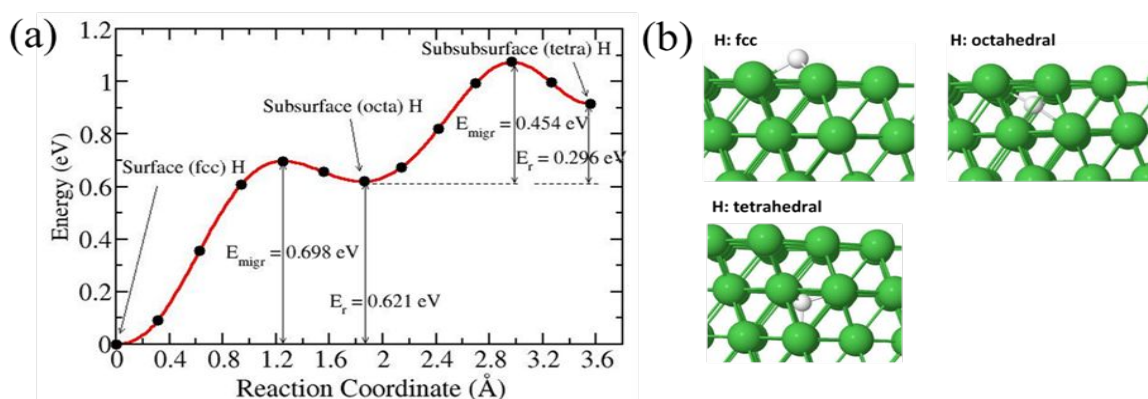 (a)
1.2
1
0.8
0.6
0.4
0.2
0
Energy (eV)
Subsubsurface (tetra) H
Subsurface (octa) H
Surface (fcc) H
E_migr = 0.454 eV
E_r = 0.296 eV
E_migr = 0.698 eV
E_r = 0.621 eV
0 0.4 0.8 1.2 1.6 2 2.4 2.8 3.2 3.6
Reaction Coordinate (Å)
(b)
H: fcc
H: octahedral
H: tetrahedral